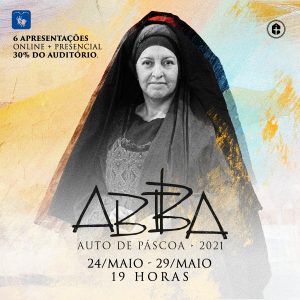 6 APRESENTAÇÕES
ONLINE + PRESENCIAL
30% DO AUDITÓRIO.
ABBA
AUTO DE PÁSCOA • 2021
24/MAIO - 29/MAIO
19 HORAS